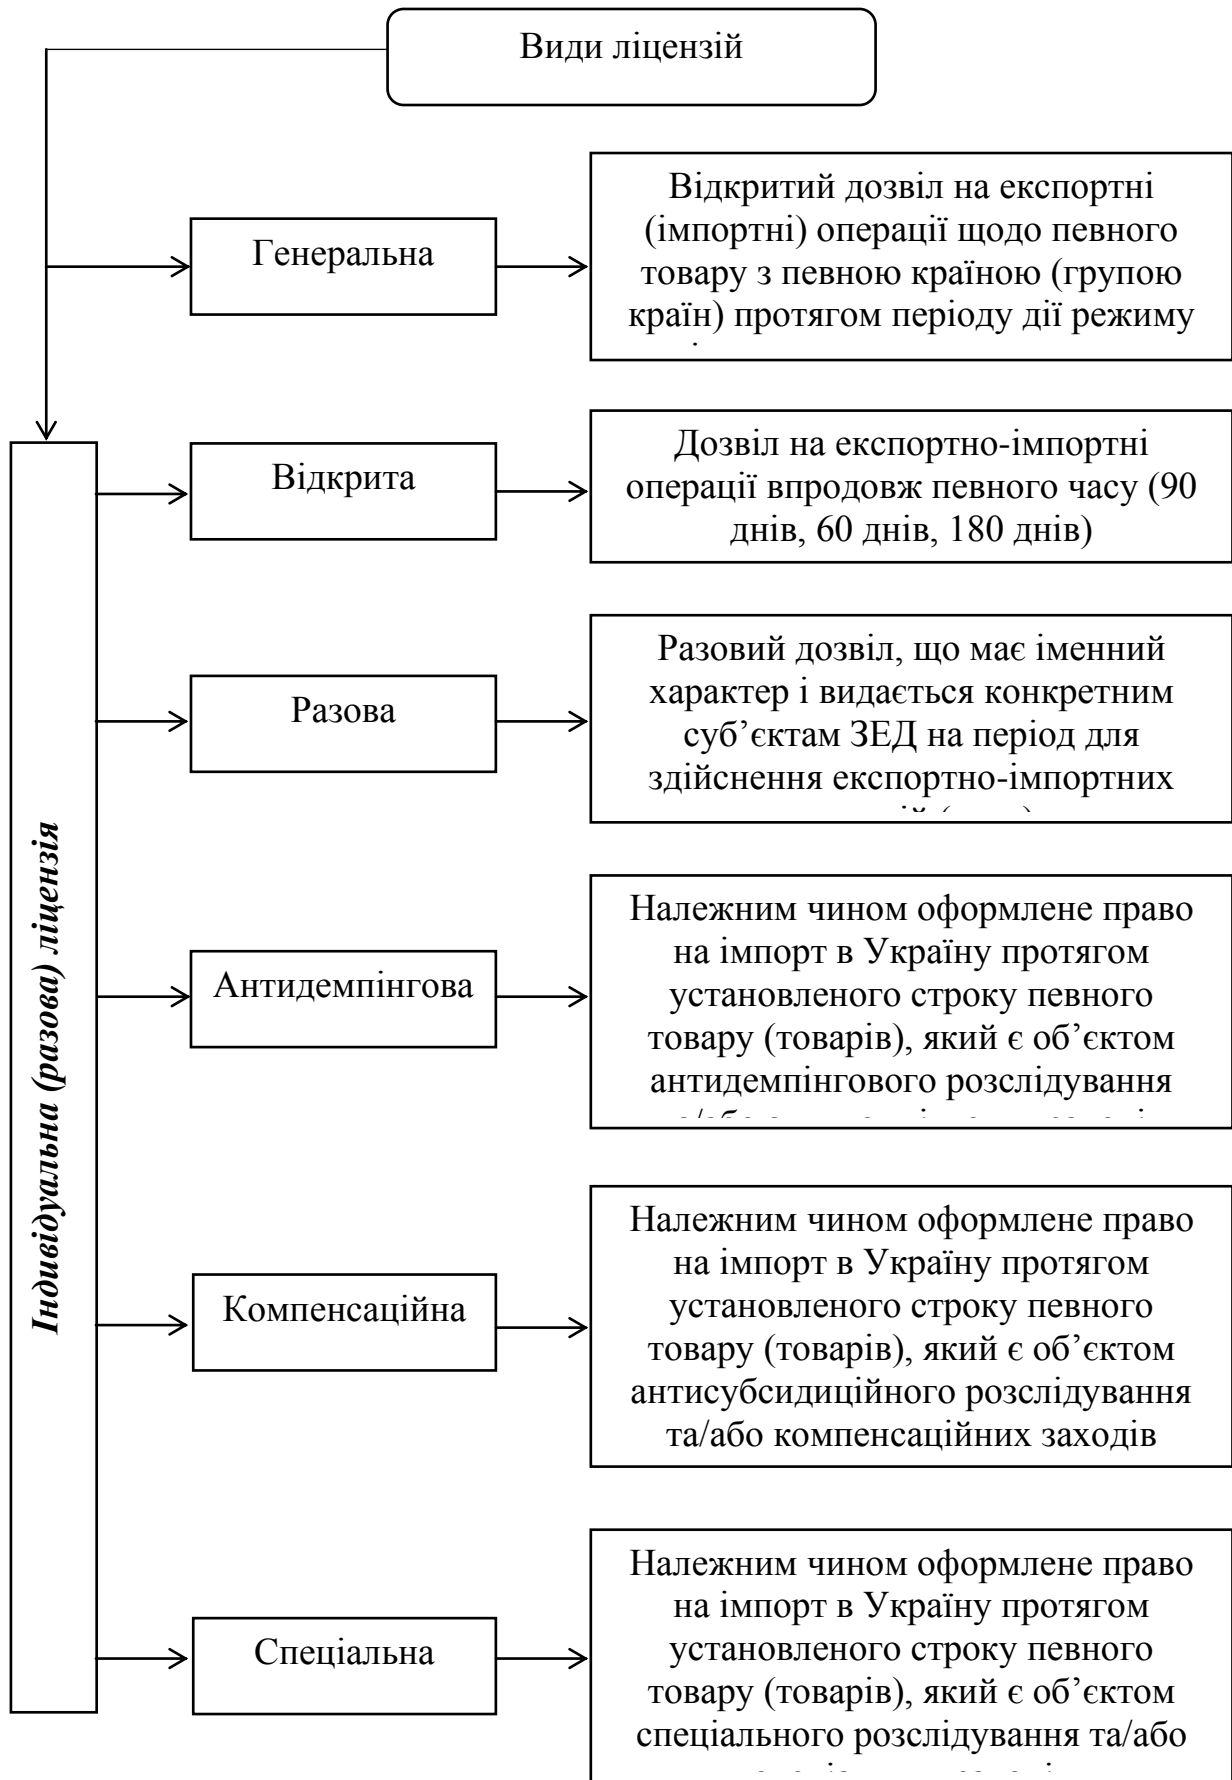 Види ліцензій
Генеральна
Відкритий дозвіл на експортні
(імпортні) операції щодо певного
товару з певною країною (групою
країн) протягом періоду дії режиму
Індивідуальна (разова) ліцензія
Відкрита
Дозвіл на експортно-імпортні
операції впродовж певного часу (90
днів, 60 днів, 180 днів)
Разова
Разовий дозвіл, що має іменний
характер і видається конкретним
суб’єктам ЗЕД на період для
здійснення експортно-імпортних
Антидемпінгова
Належним чином оформлене право
на імпорт в Україну протягом
установленого строку певного
товару (товарів), який є об’єктом
антидемпінгового розслідування
Компенсаційна
Належним чином оформлене право
на імпорт в Україну протягом
установленого строку певного
товару (товарів), який є об’єктом
антисубсидиційного розслідування
та/або компенсаційних заходів
Спеціальна
Належним чином оформлене право
на імпорт в Україну протягом
установленого строку певного
товару (товарів), який є об’єктом
спеціального розслідування та/або